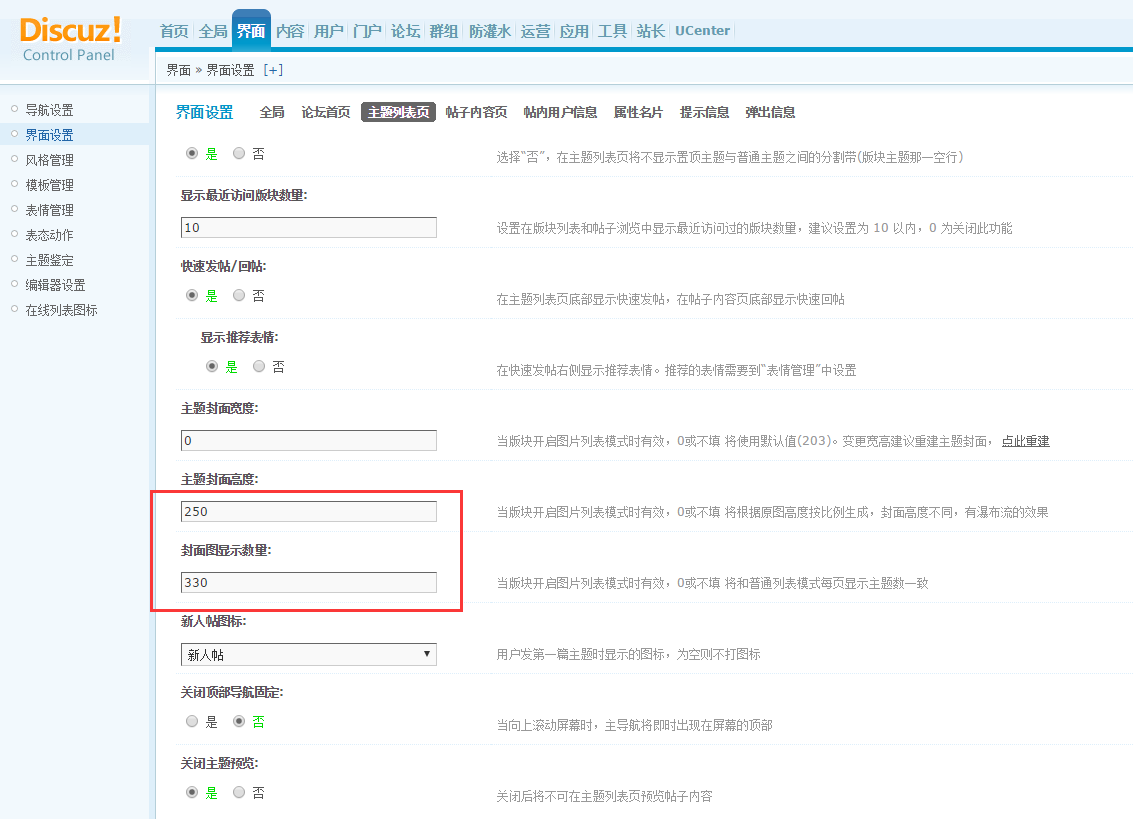 Discuz!
Control Panel
首页 全局 界面 内容 用户 门户 论坛 群组 防灌水 运营 应用 工具 站长 UCenter
界面 » 界面设置 [+]
导航设置
界面设置
风格管理
模板管理
表情管理
表态动作
主题鉴定
编辑器设置
在线列表图标
界面设置 全局 论坛首页 主题列表页 帖子内容页 帖内用户信息 属性名片 提示信息 弹出信息
是 否
选择“否”，在主题列表页将不显示置顶主题与普通主题之间的分割带(版块主题那一空行)
显示最近访问版块数量:
10
设置在版块列表和帖子浏览中显示最近访问过的版块数量，建议设置为 10 以内，0 为关闭此功能
快速发帖/回帖:
是 否
在主题列表页底部显示快速发帖，在帖子内容页底部显示快速回帖
显示推荐表情:
是 否
在快速发帖右侧显示推荐表情。推荐的表情需要到“表情管理”中设置
主题封面宽度:
0
当版块开启图片列表模式时有效，0或不填 将使用默认值(203)。变更宽高建议重建主题封面， 点此重建
主题封面高度:
250
当版块开启图片列表模式时有效，0或不填 将根据原图高度按比例生成，封面高度不同，有瀑布流的效果
封面图显示数量:
330
当版块开启图片列表模式时有效，0或不填 将和普通列表模式每页显示主题数一致
新人帖图标:
新人帖
用户发第一篇主题时显示的图标，为空则不打图标
关闭顶部导航固定:
是 否
当向上滚动屏幕时，主导航将即时出现在屏幕的顶部
关闭主题预览:
是 否
关闭后将不可在主题列表页预览帖子内容